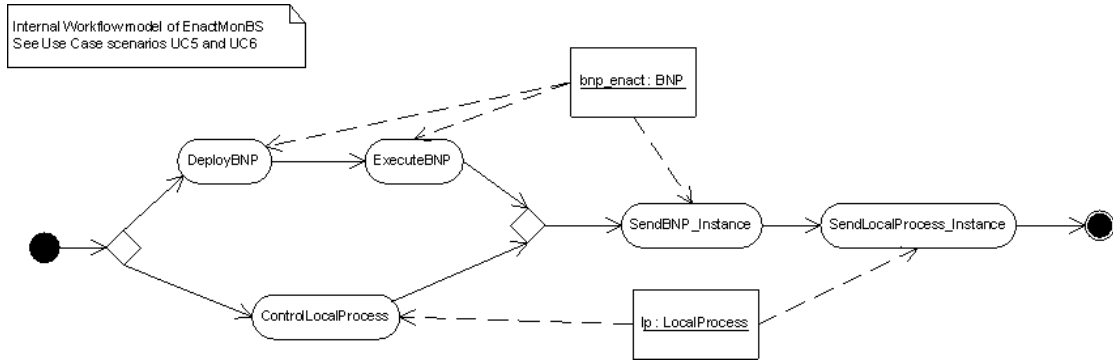 Internal Workflow model of EnactMonBS
See Use Case scenarios UC5 and UC6
bnp_enact : BNP
DeployBNP
ExecuteBNP
SendBNP_Instance
SendLocalProcess_Instance
ControlLocalProcess
lp : LocalProcess